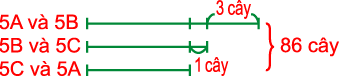 3 cây
5A và 5B
5B và 5C
86 cây
5C và 5A
1 cây